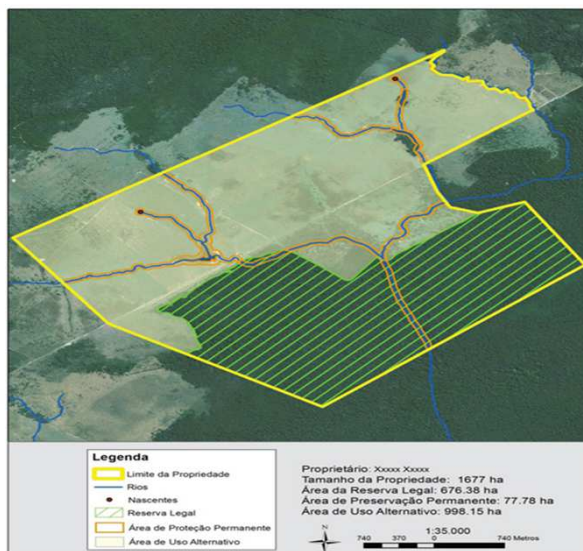 Legenda
Limite da Propriedade
Rios
Nascentes
Reserva Legal
Área de Proteção Permanente
Área de Uso Alternativo
Proprietário: Xxxxx Xxxxx
Tamanho da Propriedade: 1677 ha
Área da Reserva Legal: 676.38 ha
Área de Preservação Permanente: 77.78 ha
Área de Uso Alternativo: 998.15 ha
N
1:35.000
740 370 0 740 Metros